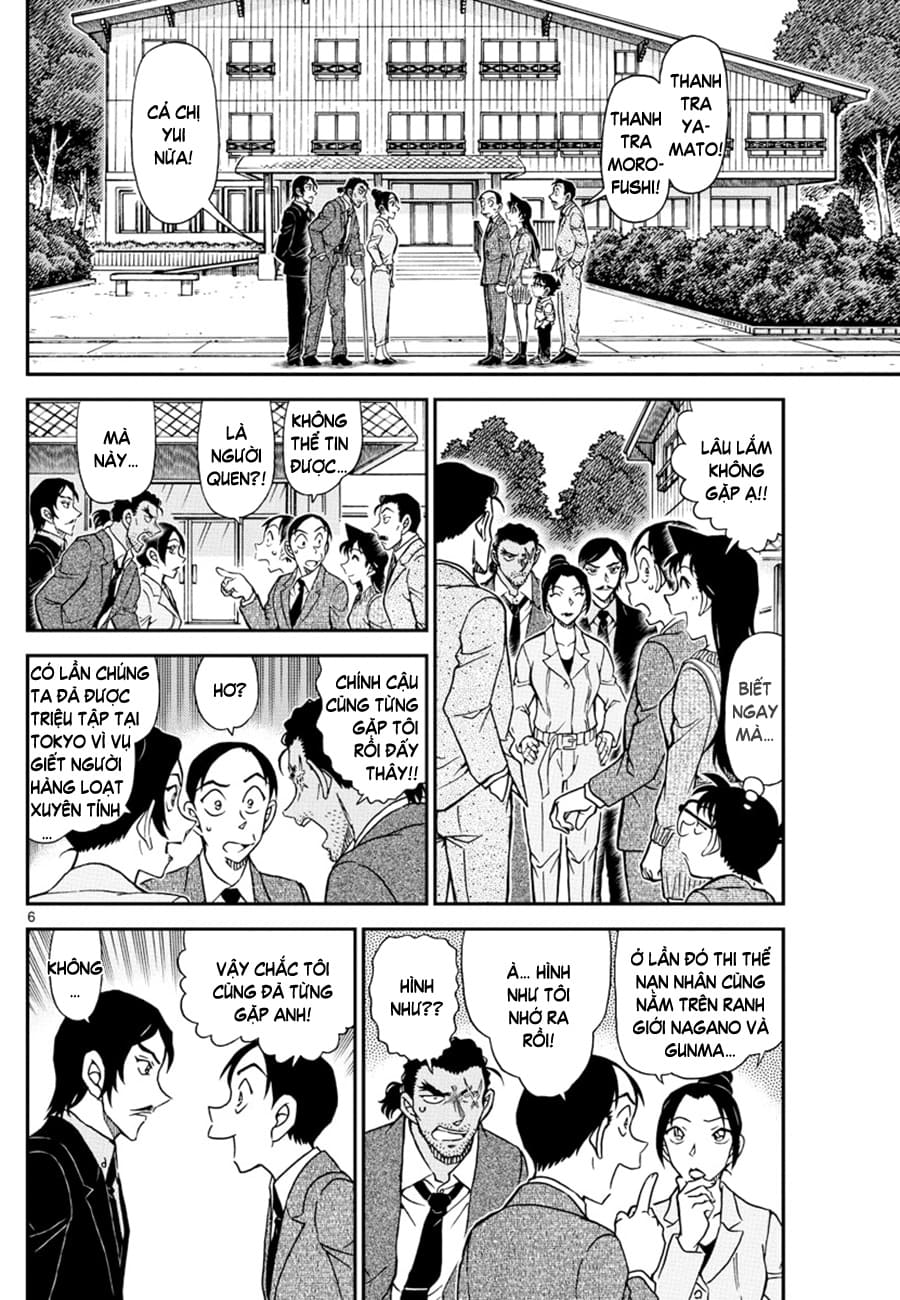 THANH
TRA
YA-
MATO!
THANH
TRA
MORO-
FUSHI!
CẢ CHỊ
YUI
NỮA!
LÂU LẮM
KHÔNG
GẶP Ạ!!
BIẾT
NGAY
MÀ...
KHÔNG
THỂ TIN
ĐƯỢC...
LÀ
NGƯỜI
QUEN?!
MÀ
NÀY...
CHÍNH CẬU
CŨNG TỪNG
GẶP TÔI
RỒI ĐẤY
THÂY!!
HƠ?
CÓ LẦN CHÚNG
TA ĐÃ ĐƯỢC
TRIỆU TẬP TẠI
TOKYO VÌ VỤ
GIẾT NGƯỜI
HÀNG LOẠT
XUYÊN TỈNH
...
6
Ở LẦN ĐÓ THI THỂ
NẠN NHÂN CŨNG
NẰM TRÊN RANH
GIỚI NAGANO VÀ
GUNMA...
À... HÌNH
NHƯ TÔI
NHỚ RA
RỒI!
HÌNH
NHƯ??
VẬY CHẮC TÔI
CŨNG ĐÃ TỪNG
GẶP ANH!
KHÔNG
...